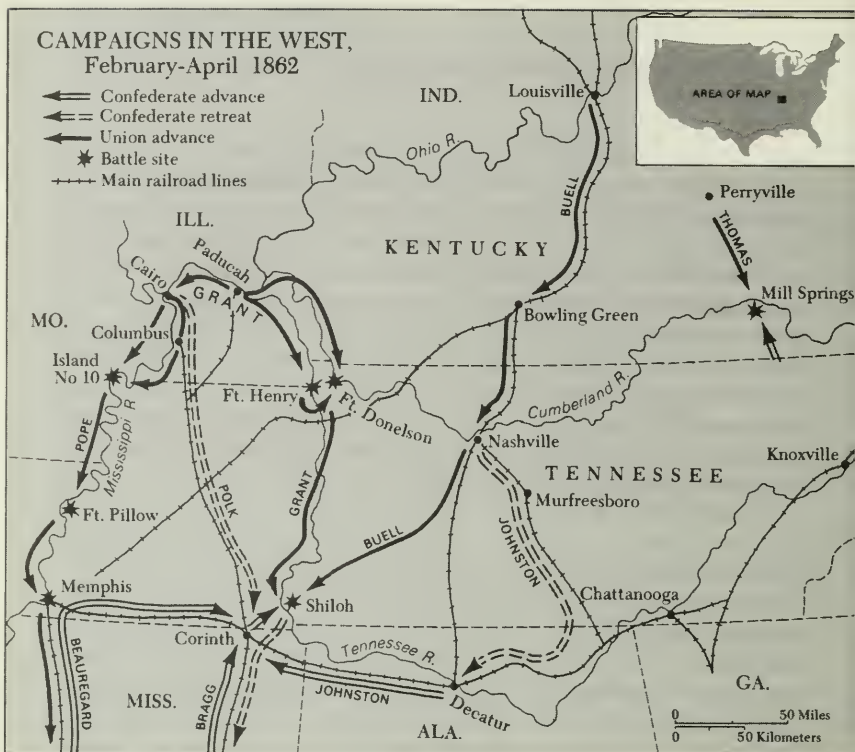 CAMPAIGNS IN THE WEST,
February-April 1862
Confederate advance
Confederate retreat
Union advance
Battle site
Main railroad lines
AREA OF MAP
IND.
Louisville
Ohio R.
BUELL
Perryville
THOMAS
ILL.
KENTUCKY
Paducah
Cairo
GRANT
Mill Springs
Bowling Green
MO.
Columbus
Island
No 10
Ft. Henry
Ft. Donelson
Cumberland R.
POPE
Mississippi R
Nashville
Knoxville
TENNESSEE
GRANT
Murfreesboro
Ft. Pillow
POLK
BUELL
JOHNSTON
Chattanooga
Memphis
Shiloh
Corinth
Tennessee R.
BEAUREGARD
BRAGG
MISS.
JOHNSTON
Decatur
ALA.
GA.
0 50 Miles
0 50 Kilometers